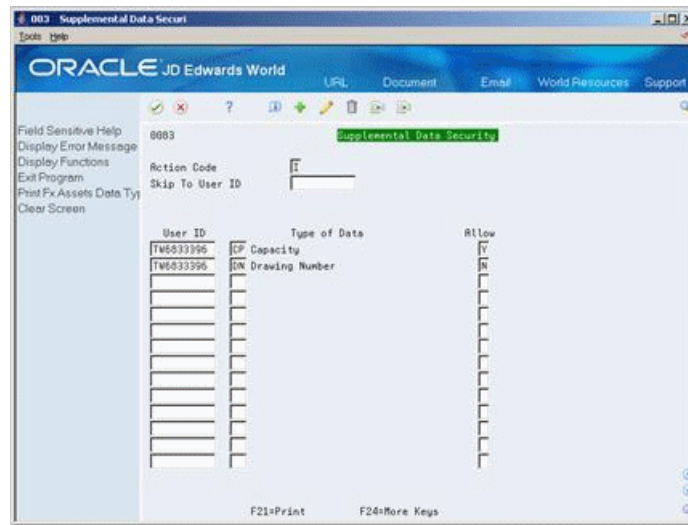 003 Supplemental Data Securi
Tools Help
ORACLE JD Edwards World
URL Document Email World Resources Support
Field Sensitive Help
Display Error Message
Display Functions
Exit Program
Print Fx Assets Data Typ
Clear Screen
0083 Supplemental Data Security
Action Code I
Skip To User ID
User ID Type of Data Allow
TW6833396 CP Capacity Y
TW6833396 DN Drawing Number N
F21=Print F24=More Keys